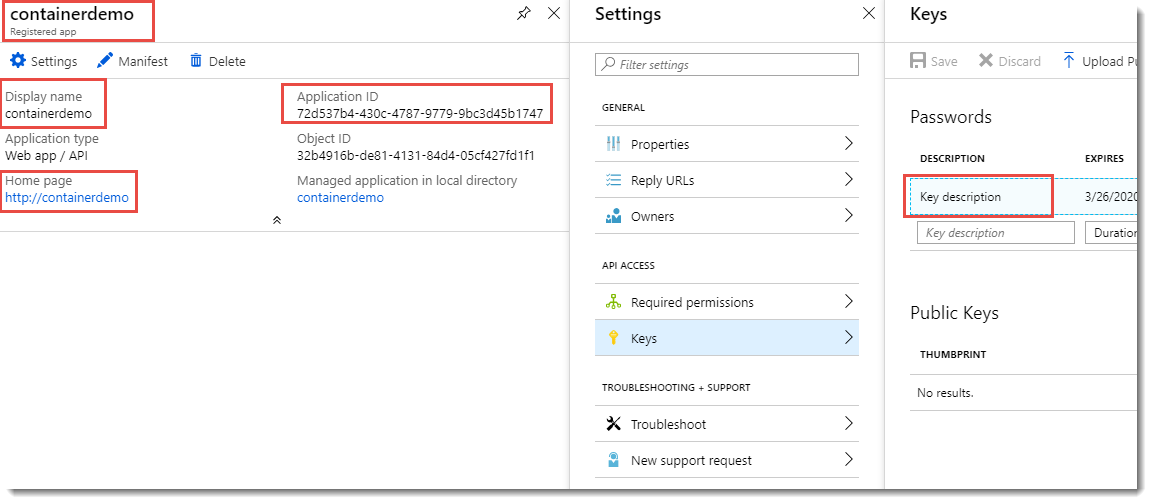 containerdemo
Registered app
Settings
Manifest
Delete
Display name
containerdemo
Application ID
72d537b4-430c-4787-9779-9bc3d45b1747
Application type
Web app / API
Object ID
32b4916b-de81-4131-84d4-05cf427fd1f1
Home page
http://containerdemo
Managed application in local directory
containerdemo
Settings
Filter settings
GENERAL
Properties
Reply URLs
Owners
API ACCESS
Required permissions
Keys
TROUBLESHOOTING + SUPPORT
Troubleshoot
New support request
Keys
Save
Discard
Upload Pu
Passwords
DESCRIPTION
EXPIRES
Key description
3/26/2020
Key description
Duration
Public Keys
THUMBPRINT
No results.